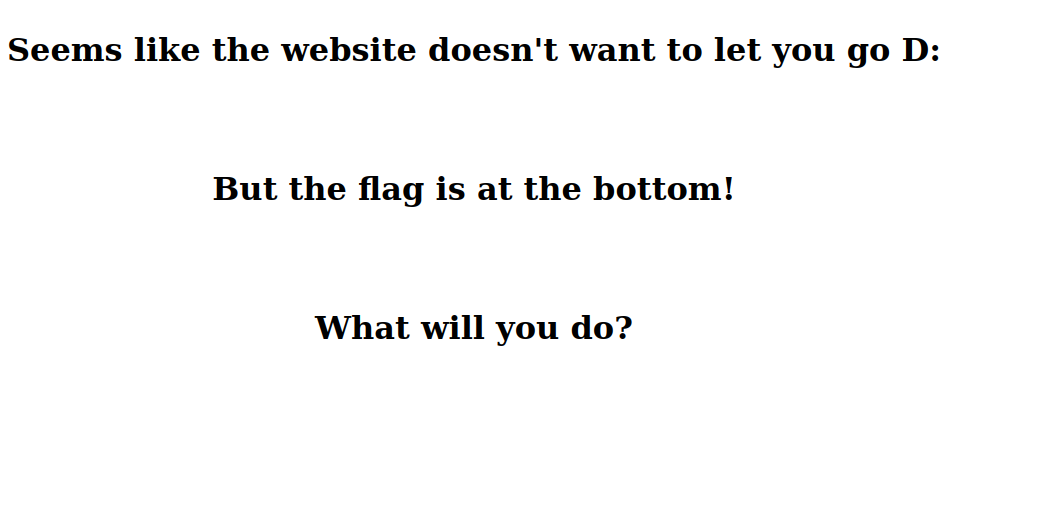 Seems like the website doesn't want to let you go D:
But the flag is at the bottom!
What will you do?